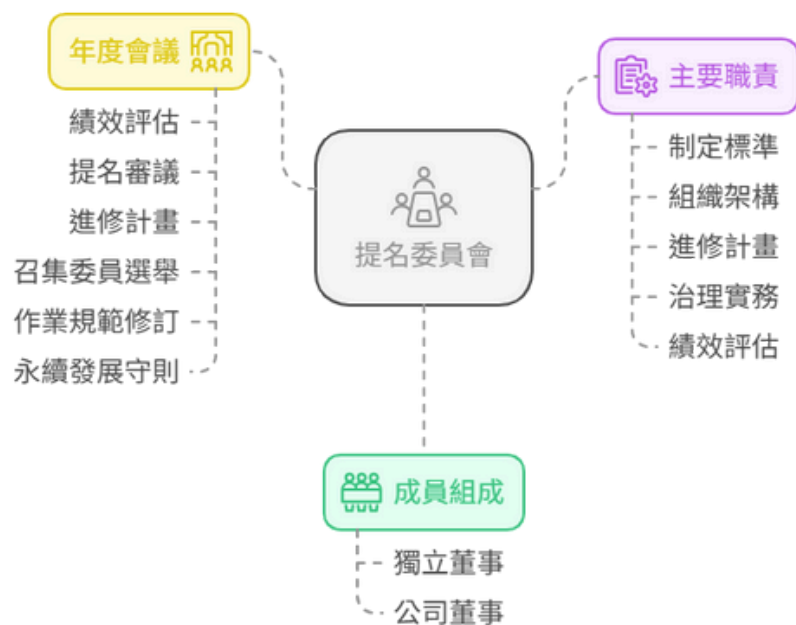 年度會議
績效評估
提名審議
進修計畫
召集委員選舉
作業規範修訂
永續發展守則
提名委員會
主要職責
制定標準
組織架構
進修計畫
治理實務
績效評估
成員組成
獨立董事
公司董事